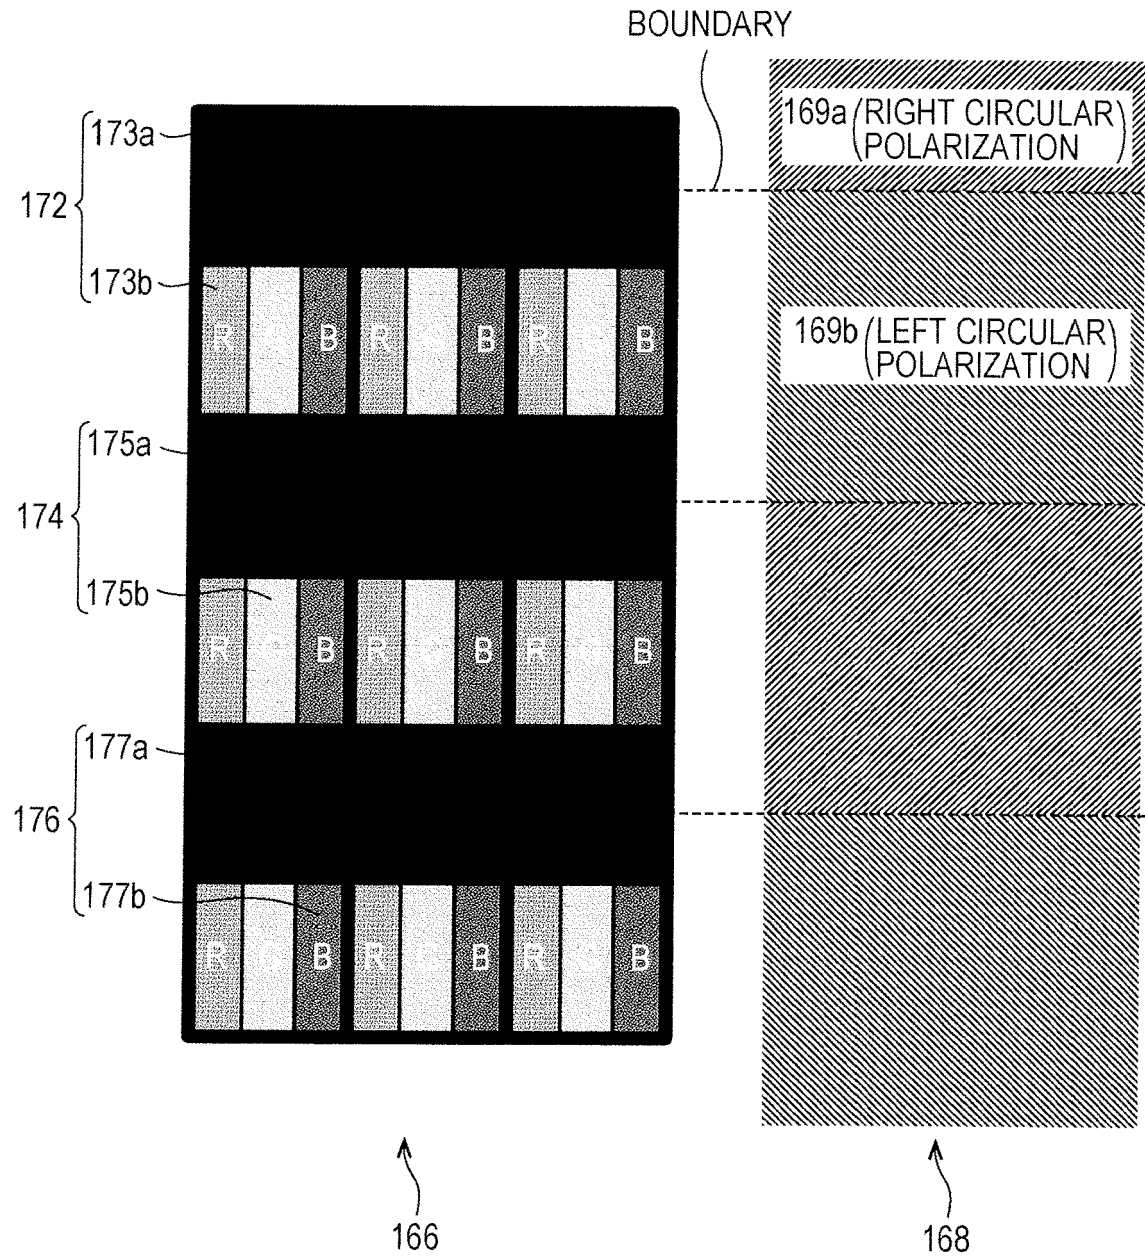 BOUNDARY
169a (RIGHT CIRCULAR
POLARIZATION)
173a
172
173b
R B R B R B
169b (LEFT CIRCULAR
POLARIZATION)
175a
174
175b
R B R B R B
177a
176
177b
R B R B R B
166
168